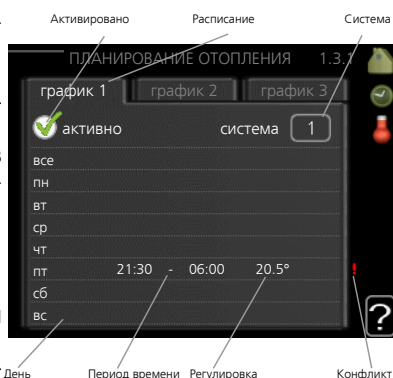 Активировано Расписание Система
ПЛАНИРОВАНИЕ ОТОПЛЕНИЯ 1.3.1
график 1 график 2 график 3
активно система 1
все
пн
вт
ср
чт
пт 21:30 - 06:00 20.5° !
сб
вс
?
День Период времени Регулировка Конфликт